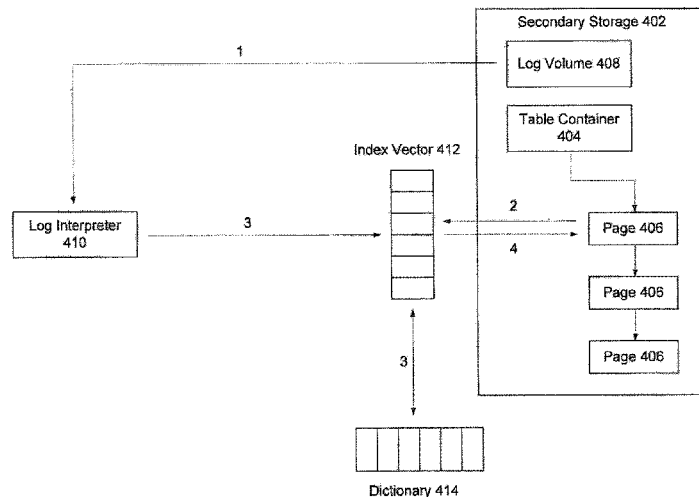 Secondary Storage 402
1
Log Volume 408
Table Container
404
Index Vector 412
2
Log Interpreter
410
3
Page 406
4
Page 406
3
Page 406
Dictionary 414